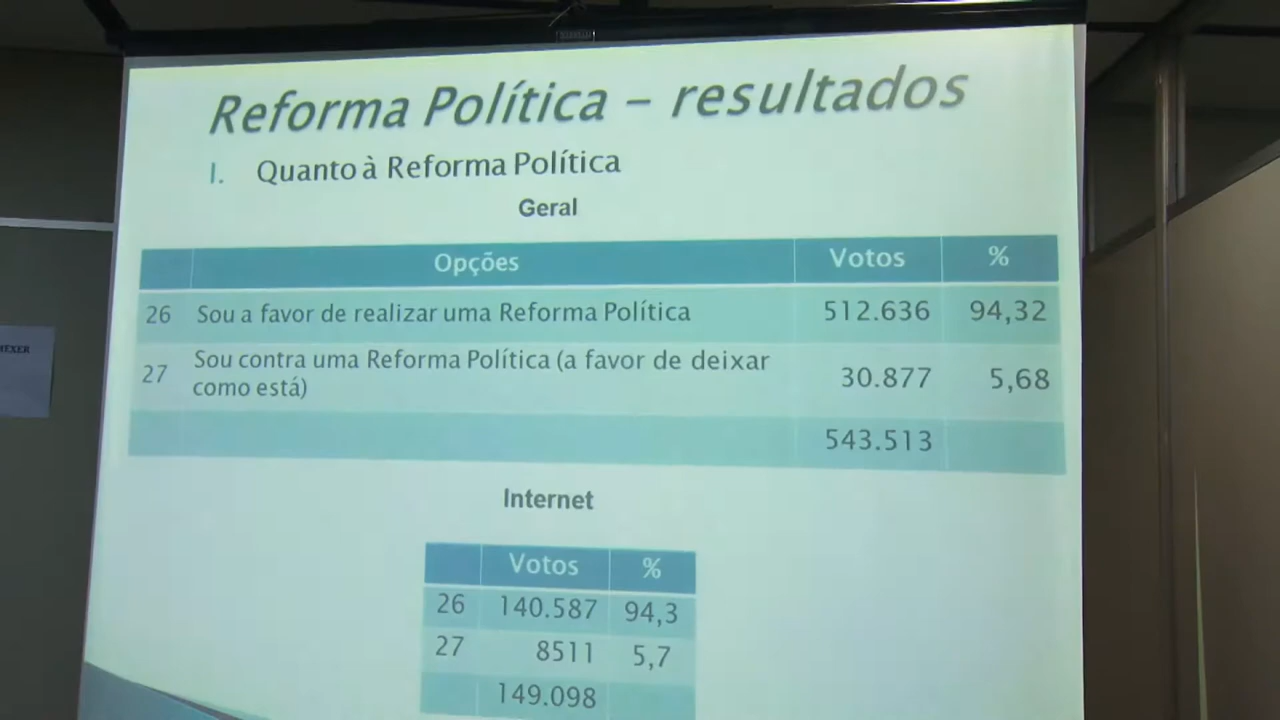 Reforma Política – resultados
I. Quanto à Reforma Política
Geral
Opções Votos %
26 Sou a favor de realizar uma Reforma Política 512.636 94,32
27 Sou contra uma Reforma Política (a favor de deixar
como está) 30.877 5,68
543.513
Internet
Votos %
26 140.587 94,3
27 8511 5,7
149.098